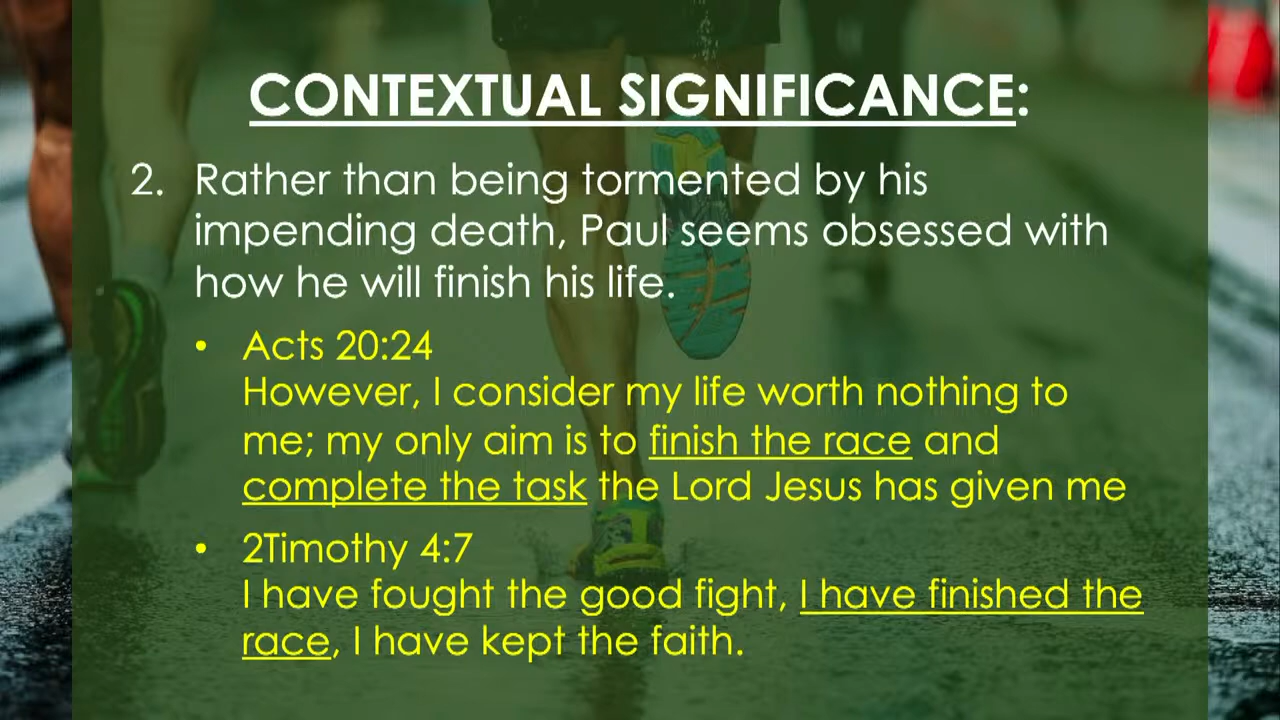 CONTEXTUAL SIGNIFICANCE:
2. Rather than being tormented by his
impending death, Paul seems obsessed with
how he will finish his life.
• Acts 20:24
However, I consider my life worth nothing to
me; my only aim is to finish the race and
complete the task the Lord Jesus has given me
• 2Timothy 4:7
I have fought the good fight, I have finished the
race, I have kept the faith.